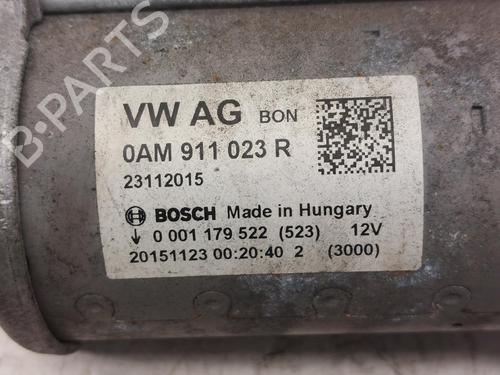 B-PARTS
VW AG BON
0AM 911 023 R
23112015
BOSCH Made in Hungary
↓ 0 001 179 522 (523) 12V
20151123 00:20:40 2 (3000)
B-PARTS